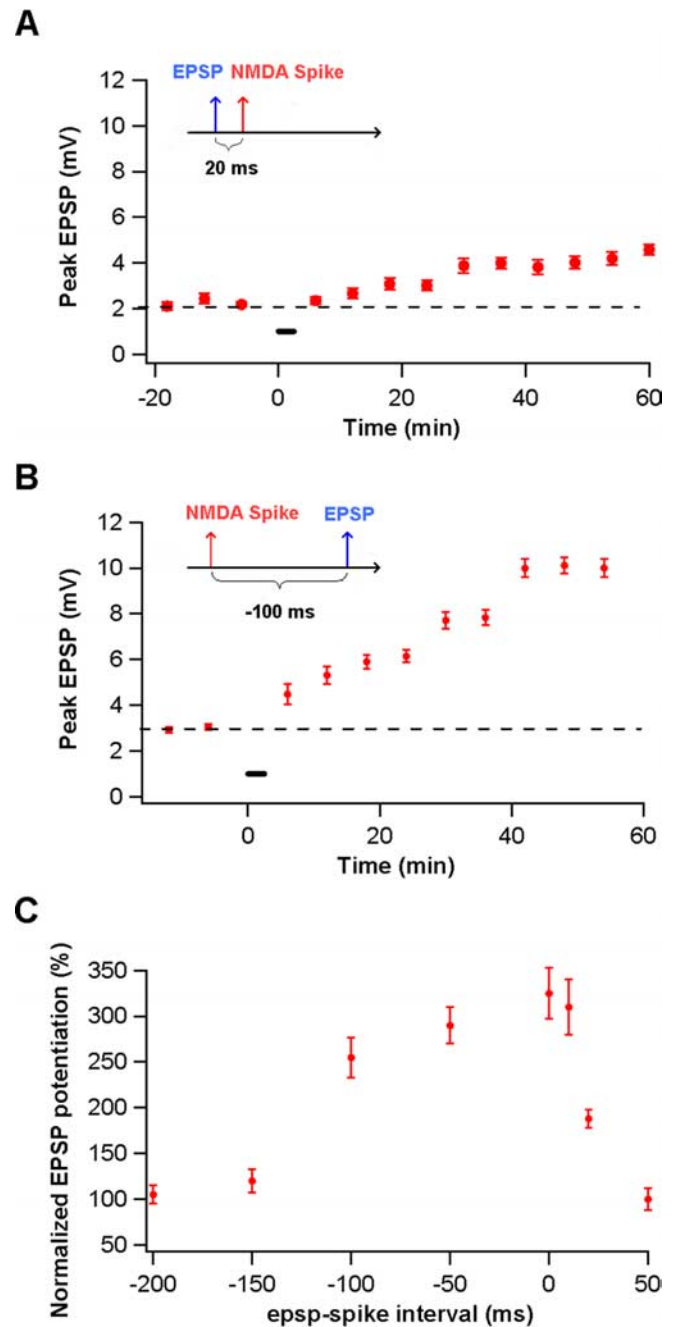 A
EPSP NMDA Spike
20 ms
12
10
8
6
4
2
0
Peak EPSP (mV)
-20 0 20 40 60
Time (min)
B
NMDA Spike EPSP
-100 ms
12
10
8
6
4
2
0
Peak EPSP (mV)
0 20 40 60
Time (min)
C
350
300
250
200
150
100
50
Normalized EPSP potentiation (%)
-200 -150 -100 -50 0 50
epsp-spike interval (ms)